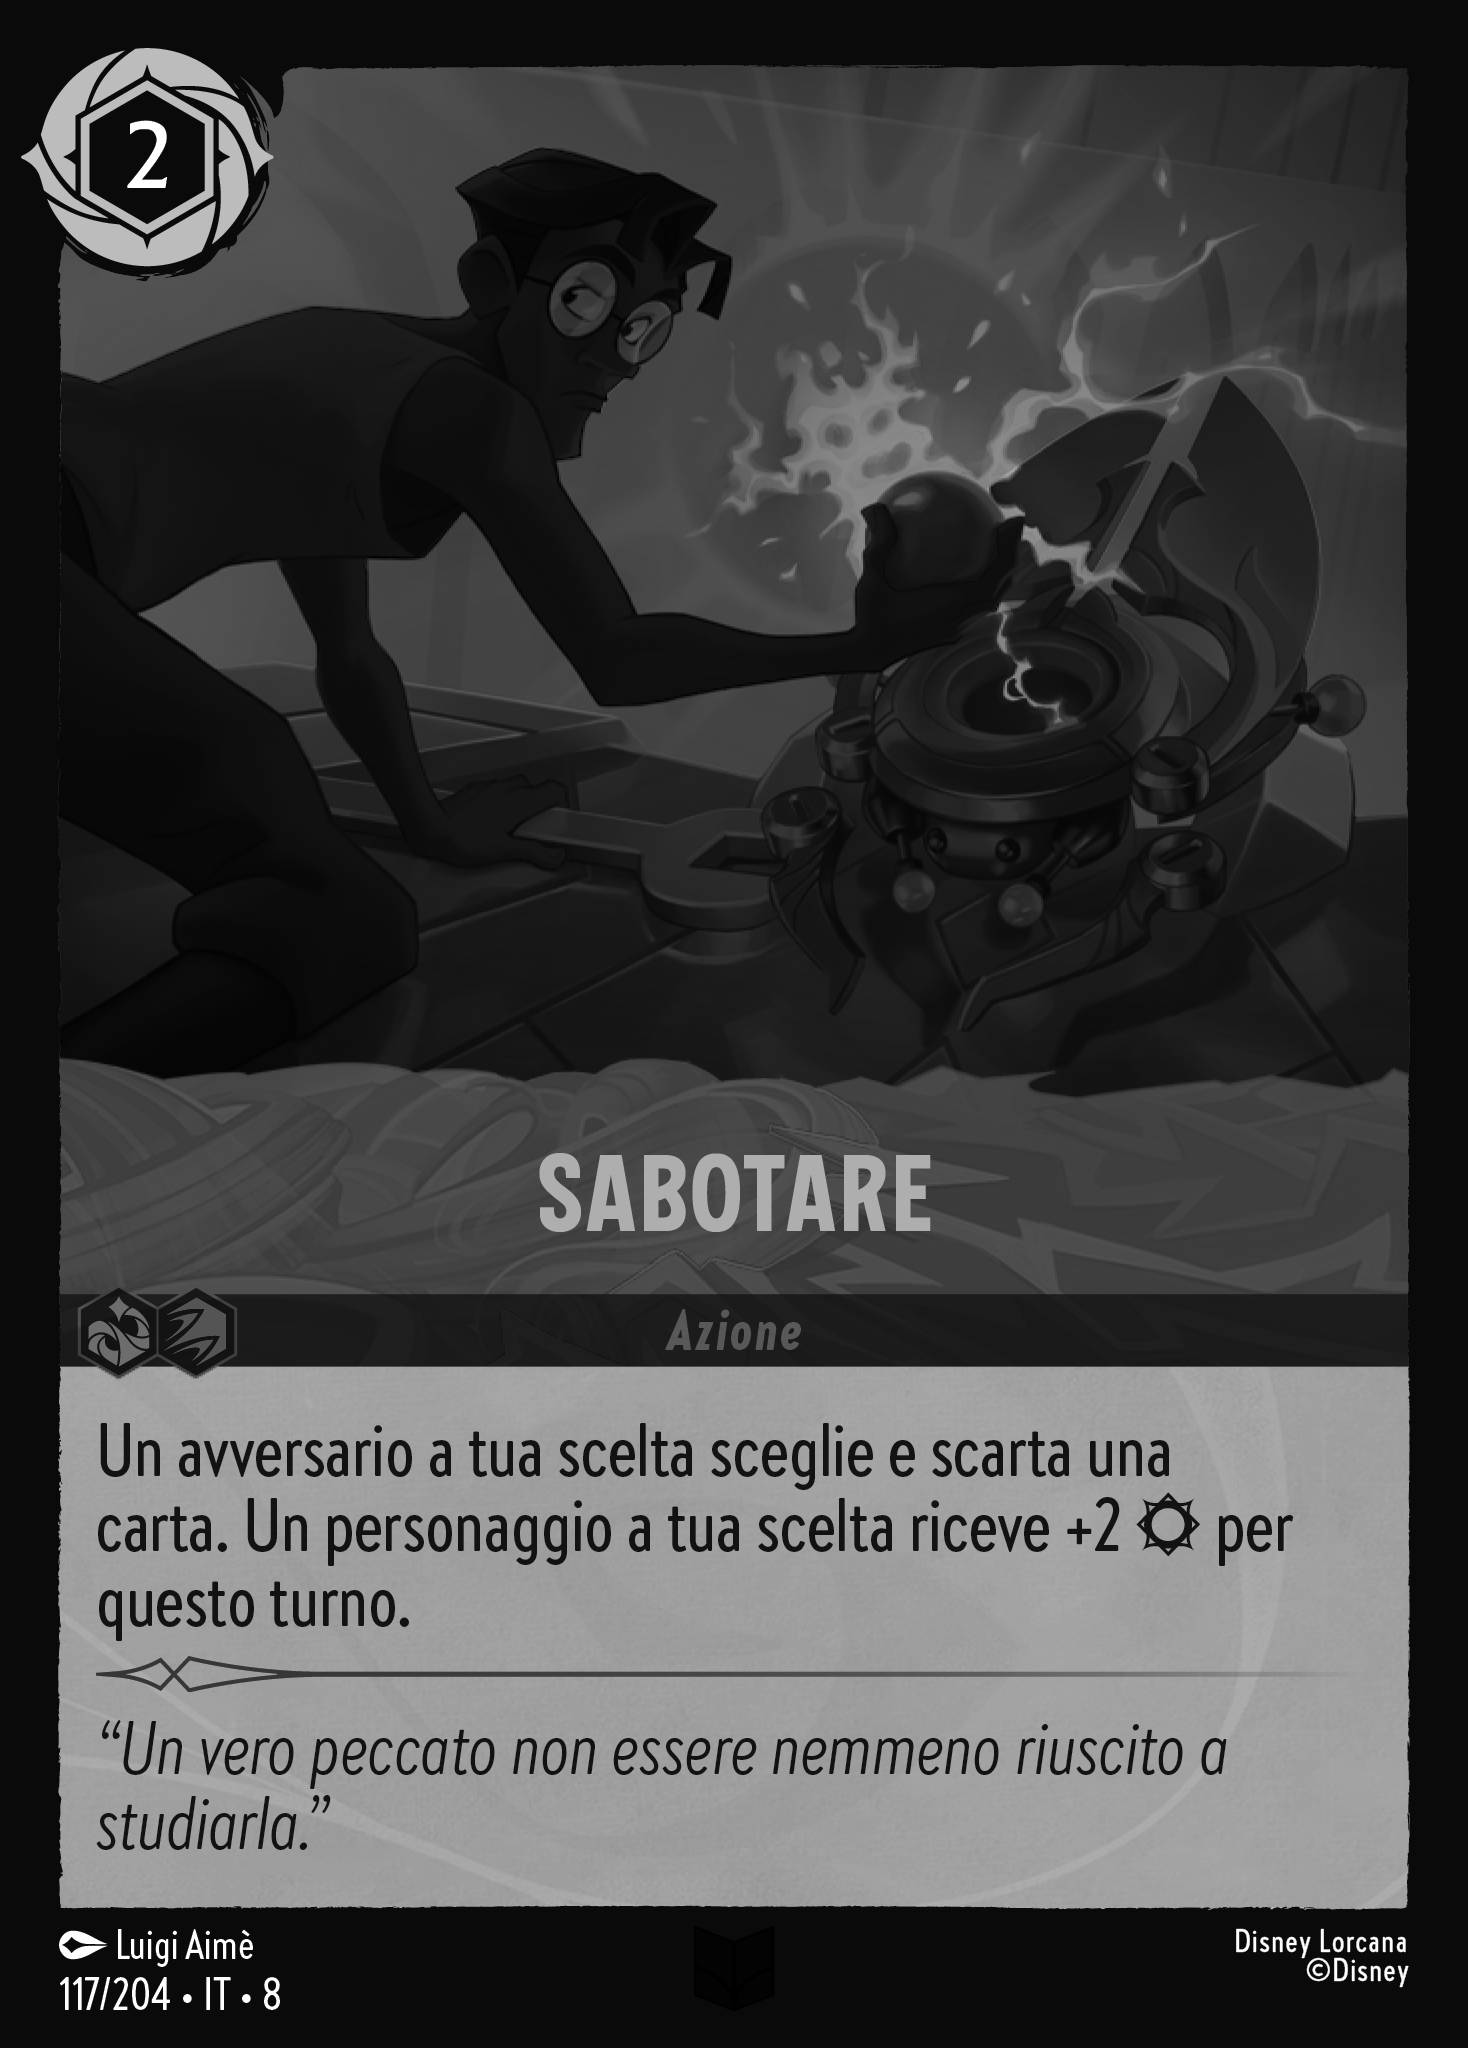 2
SABOTARE
Azione
Un avversario a tua scelta sceglie e scarta una
carta. Un personaggio a tua scelta riceve +2 per
questo turno.
“Un vero peccato non essere nemmeno riuscito a
studiarla.”
Luigi Aimè
117/204 • IT • 8
Disney Lorcana
©Disney